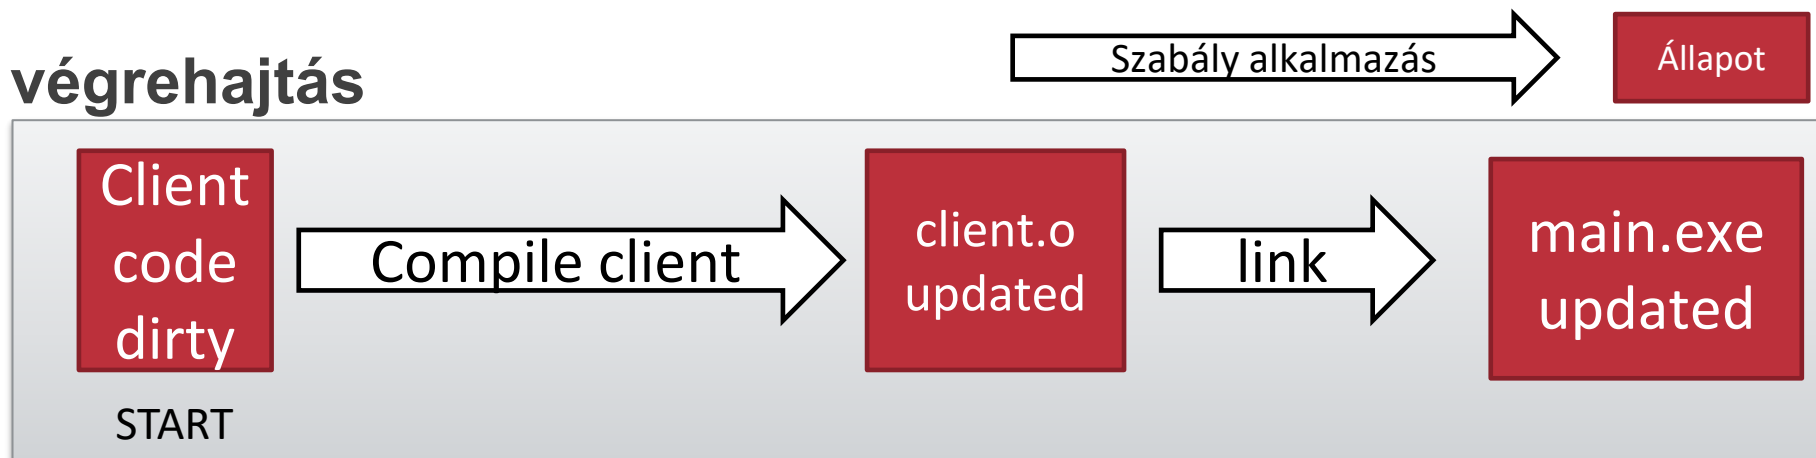 Szabály alkalmazás
Állapot
végrehajtás
Client
code
dirty
Compile client
client.o
updated
link
main.exe
updated
START